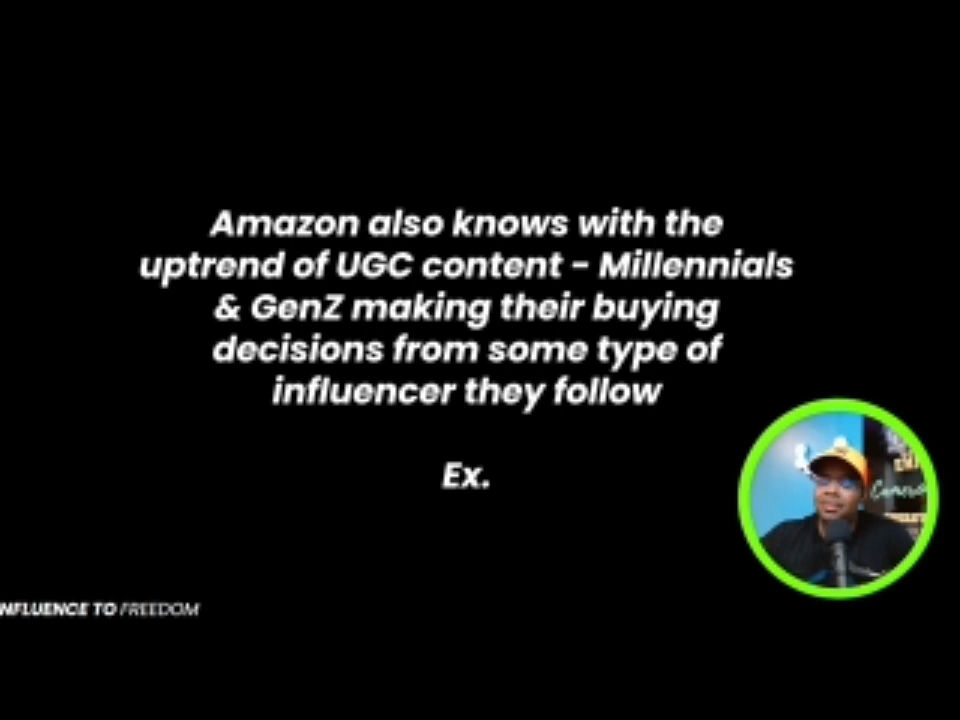 Amazon also knows with the
uptrend of UGC content - Millennials
& GenZ making their buying
decisions from some type of
influencer they follow
Ex.
NFLUENCE TO FREEDOM